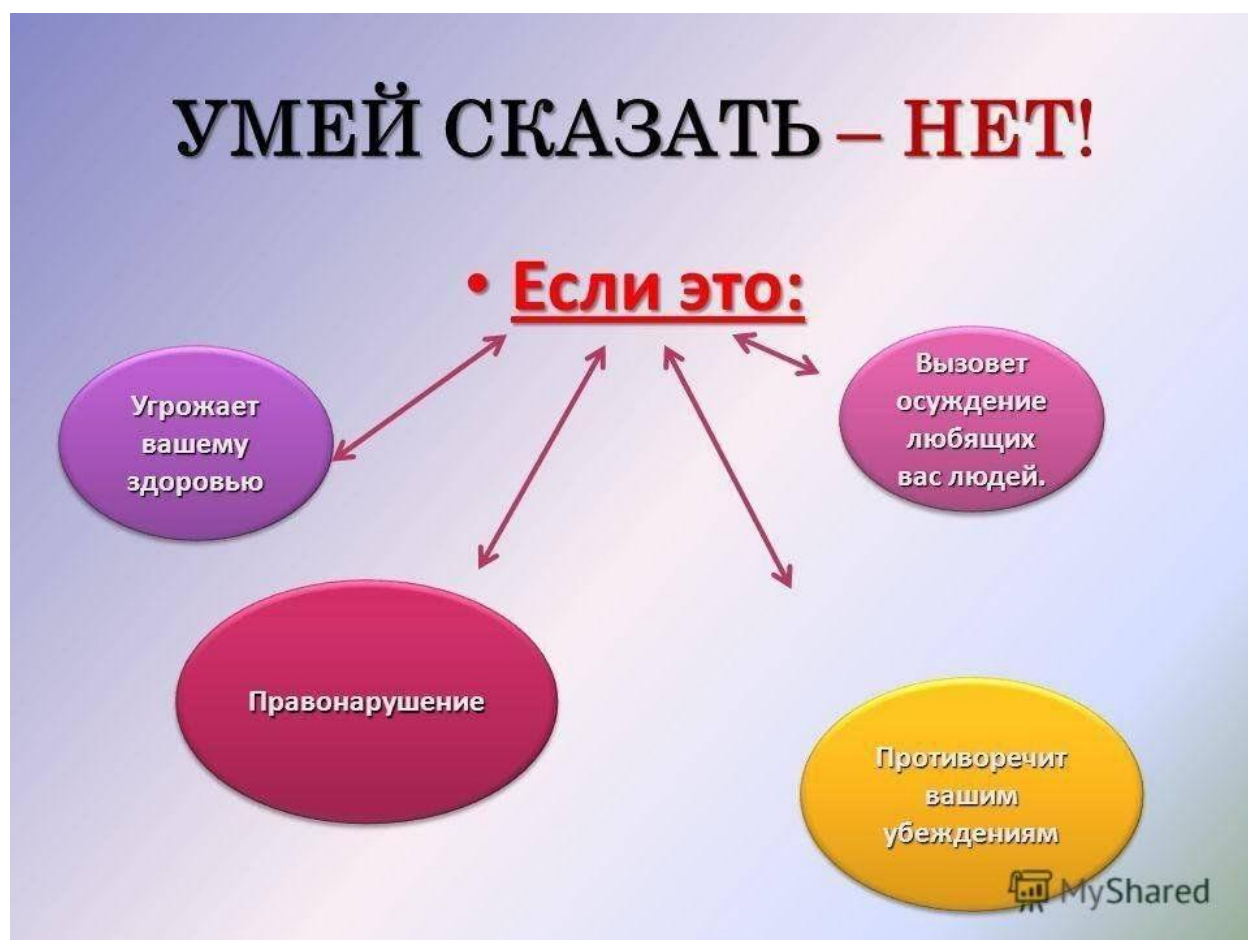 УМЕЙ СКАЗАТЬ – НЕТ!
• Если это:
Угрожает
вашему
здоровью
Вызовет
осуждение
любящих
вас людей.
Правонарушение
Противоречит
вашим
убеждениям
MyShared